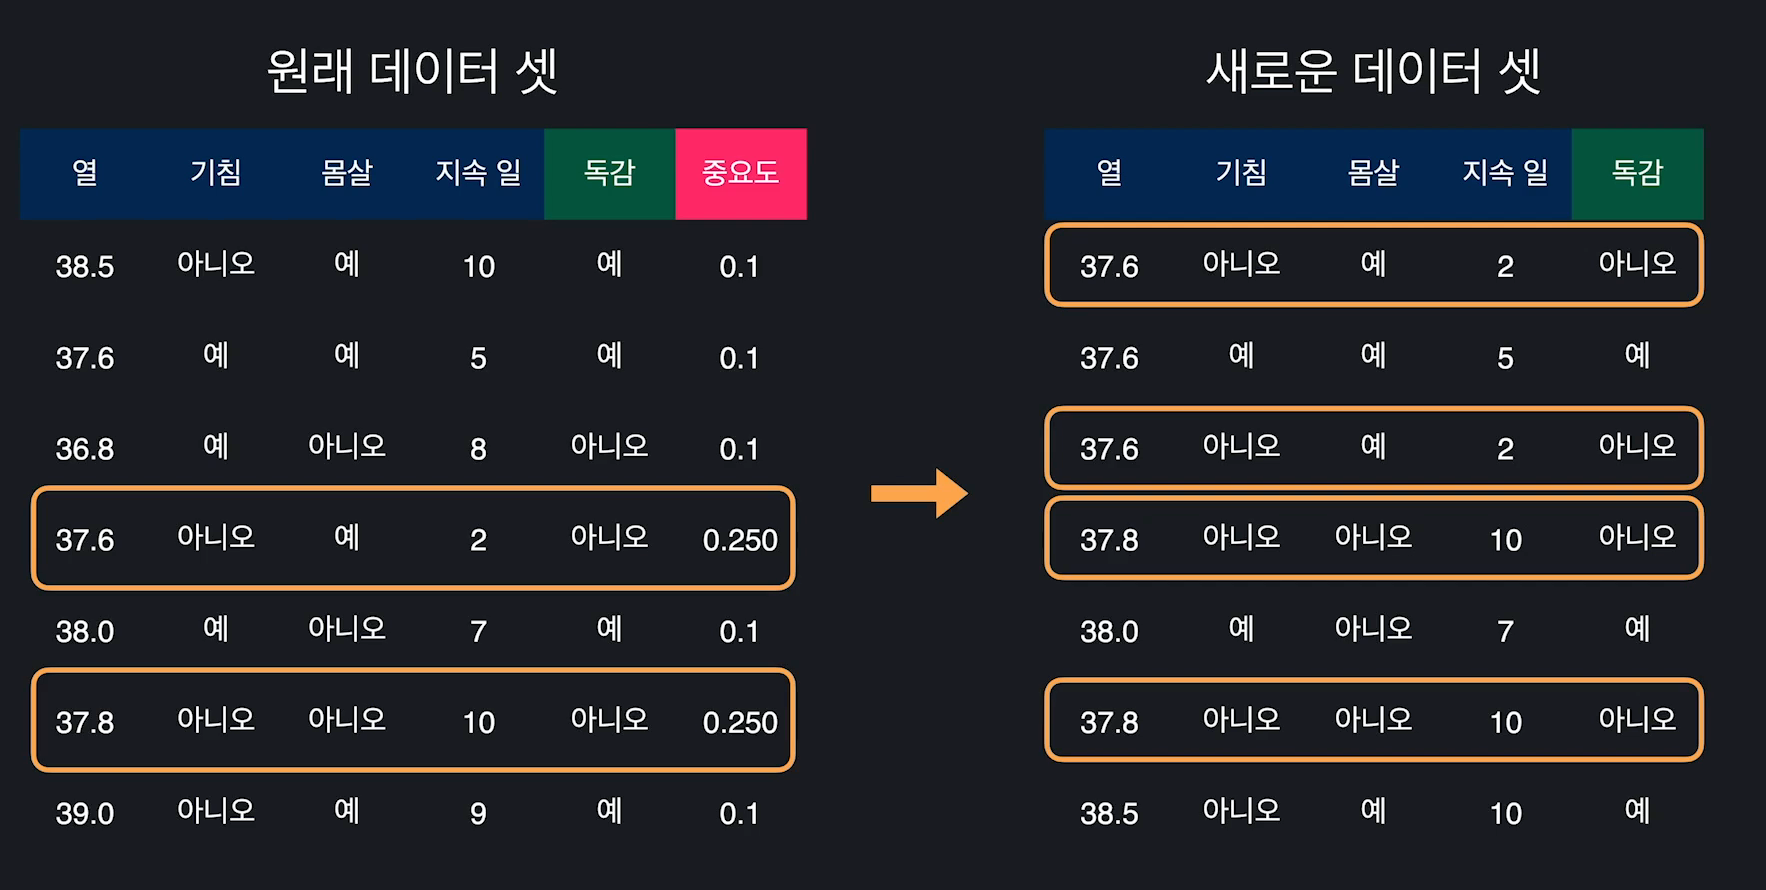 원래 데이터 셋
열 기침 몸살 지속 일 독감 중요도
38.5 아니오 예 10 예 0.1
37.6 예 예 5 예 0.1
36.8 예 아니오 8 아니오 0.1
37.6 아니오 예 2 아니오 0.250
38.0 예 아니오 7 예 0.1
37.8 아니오 아니오 10 아니오 0.250
39.0 아니오 예 9 예 0.1
새로운 데이터 셋
열 기침 몸살 지속 일 독감
37.6 아니오 예 2 아니오
37.6 예 예 5 예
37.6 아니오 예 2 아니오
37.8 아니오 아니오 10 아니오
38.0 예 아니오 7 예
37.8 아니오 아니오 10 아니오
38.5 아니오 예 10 예